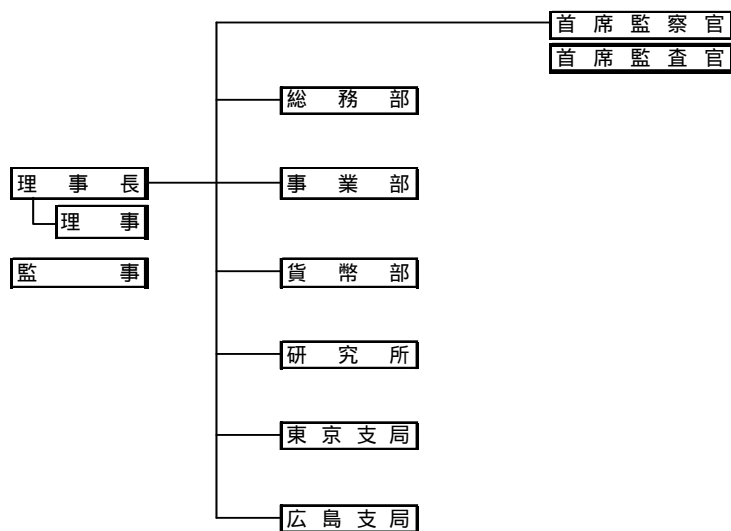 首席監察官
首席監査官
総務部
理事長
事業部
理事
監事
貨幣部
研究所
東京支局
広島支局